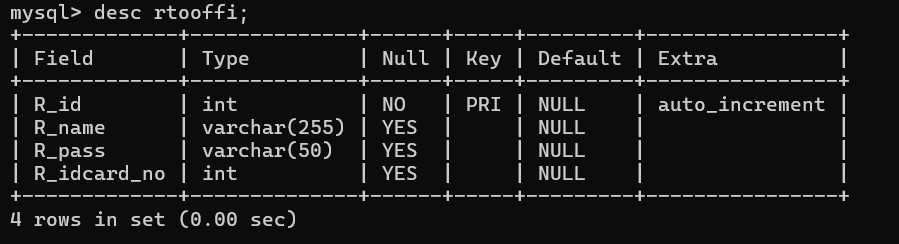 mysql> desc rtooffi;
+-------------+--------------+------+-----+---------+----------------+
| Field       | Type         | Null | Key | Default | Extra          |
+-------------+--------------+------+-----+---------+----------------+
| R_id        | int          | NO   | PRI | NULL    | auto_increment |
| R_name      | varchar(255) | YES  |     | NULL    |                |
| R_pass      | varchar(50)  | YES  |     | NULL    |                |
| R_idcard_no | int          | YES  |     | NULL    |                |
+-------------+--------------+------+-----+---------+----------------+
4 rows in set (0.00 sec)